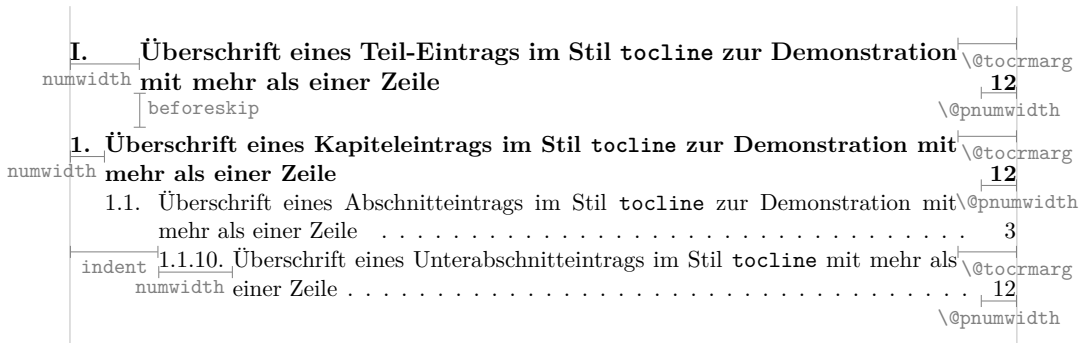 I. Überschrift eines Teil-Eintrags im Stil tocline zur Demonstration \@tocrmarg
numwidth mit mehr als einer Zeile 12
beforeskip \@pnumwidth
1. Überschrift eines Kapiteleintrags im Stil tocline zur Demonstration mit \@tocrmarg
numwidth mehr als einer Zeile 12
1.1. Überschrift eines Abschnitteintrags im Stil tocline zur Demonstration mit \@pnumwidth
mehr als einer Zeile . . . . . . . . . . . . . . . . . . . . . . . . . . . . . . . . . 3
indent 1.1.10. Überschrift eines Unterabschnitteintrags im Stil tocline mit mehr als \@tocrmarg
numwidth einer Zeile . . . . . . . . . . . . . . . . . . . . . . . . . . . . . . . . . . . 12
\@pnumwidth